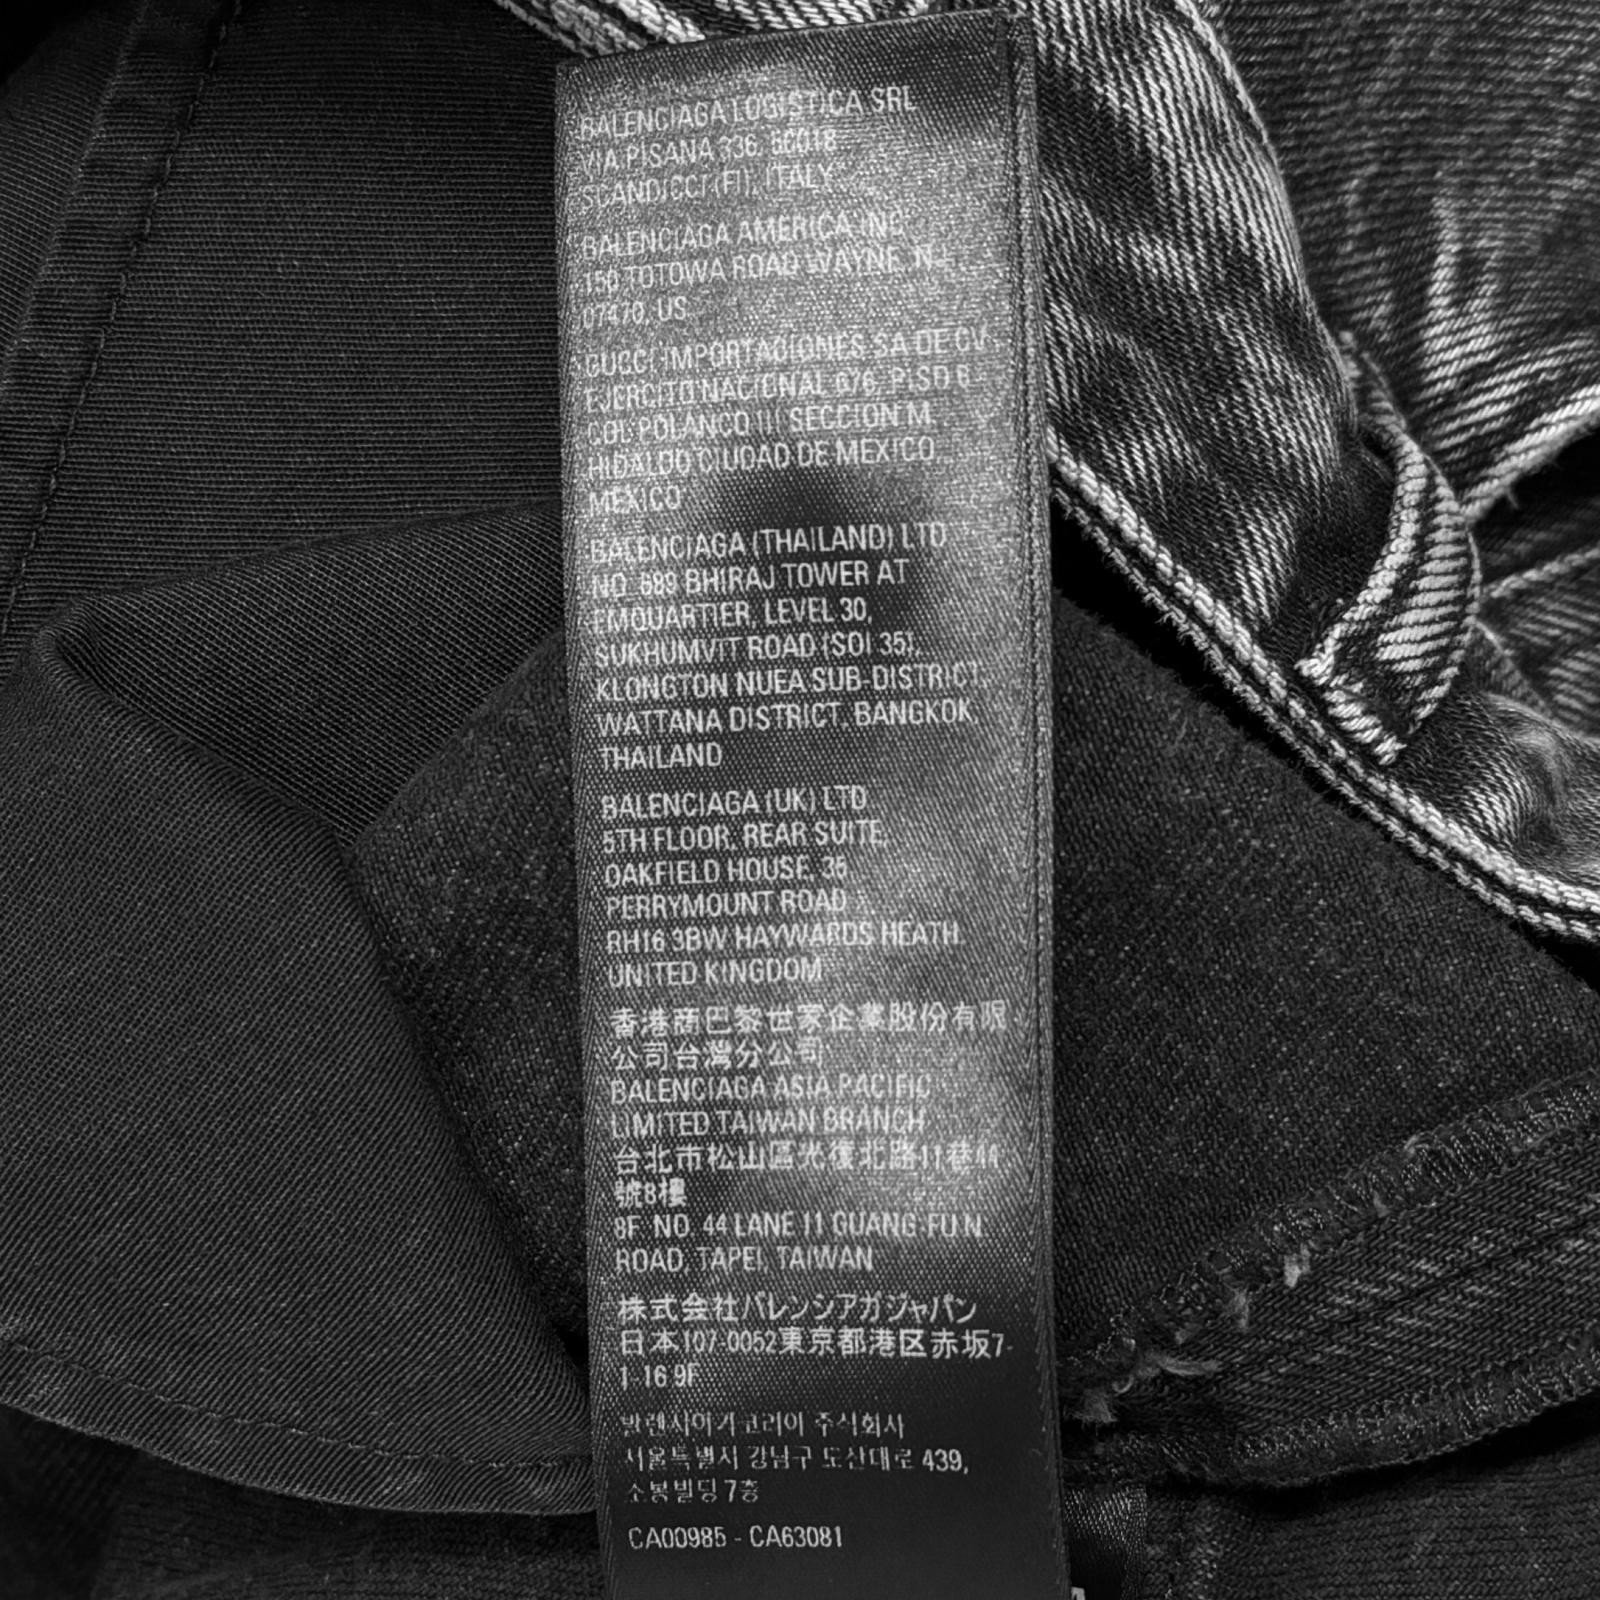 BALENCIAGA LOGISTICA SRL
VIA PISANA 336, 50018
SCANDICCI (FI), ITALY
BALENCIAGA AMERICA INC
150 TOTOWA ROAD WAYNE, NJ
07470, US
GUCCI IMPORTACIONES SA DE CV
EJERCITO NACIONAL 676, PISO 6
COL POLANCO III SECCION M.
HIDALDO CIUDAD DE MEXICO,
MEXICO
BALENCIAGA (THAILAND) LTD
NO. 689 BHIRAJ TOWER AT
EMQUARTIER, LEVEL 30,
SUKHUMVIT ROAD (SOI 35),
KLONGTON NUEA SUB-DISTRICT,
WATTANA DISTRICT, BANGKOK,
THAILAND
BALENCIAGA (UK) LTD
5TH FLOOR, REAR SUITE,
OAKFIELD HOUSE, 35
PERRYMOUNT ROAD
RH16 3BW HAYWARDS HEATH
UNITED KINGDOM
香港商巴黎世家企業股份有限
公司台灣分公司
BALENCIAGA ASIA PACIFIC
LIMITED TAIWAN BRANCH
台北市松山區光復北路11巷44
號8樓
8F. NO. 44 LANE 11 GUANG-FU N
ROAD, TAPEI, TAIWAN
株式会社バレンシアガジャパン
日本107-0052東京都港区赤坂7-
1-16 9F
발렌시아가코리아 주식회사
서울특별시 강남구 도산대로 439,
소봉빌딩 7층
CA00985 - CA63081